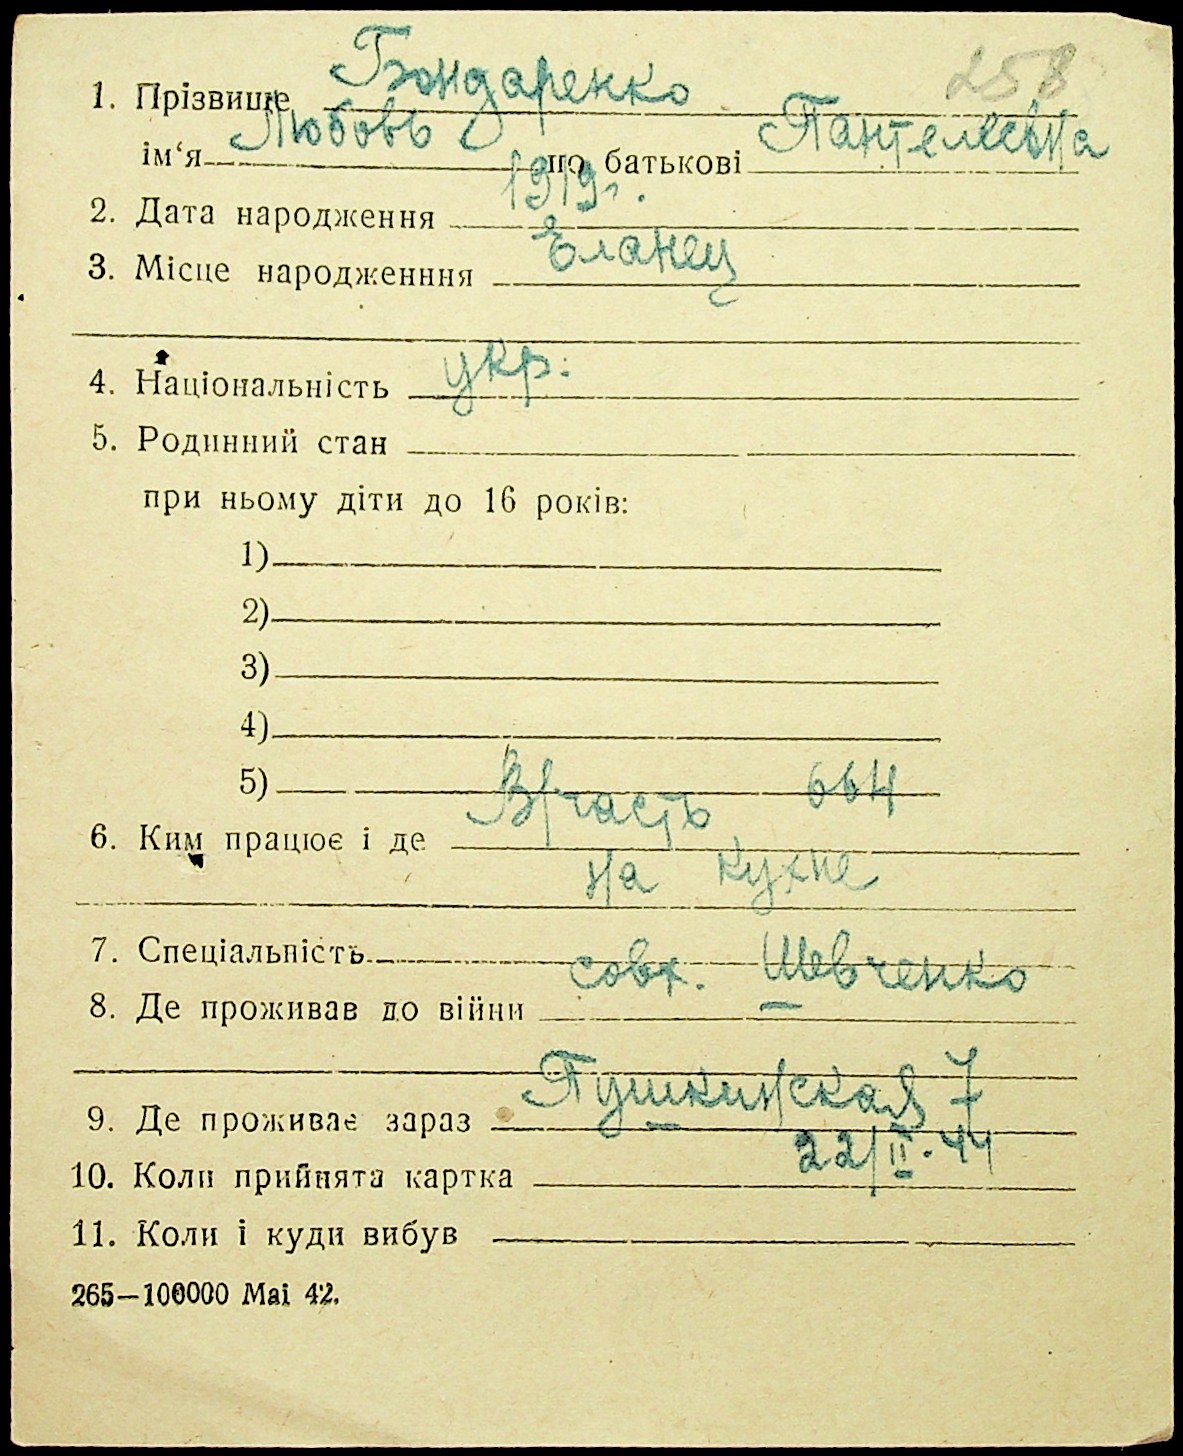 258
1. Прізвище Бондаренко
ім‘я Любовь по батькові Пантелеевна
2. Дата народження 1919 г.
3. Місце народженння Еланец
4. Національність укр.
5. Родинний стан
при ньому діти до 16 років:
1)
2)
3)
4)
5)
6. Ким працює і де В/часть 664
на кухне
7. Спеціальність
8. Де проживав до війни совх. Шевченко
9. Де проживає зараз Пушкинская 7
10. Коли прийнята картка 22/II.44
11. Коли і куди вибув
265—100000 Mai 42.